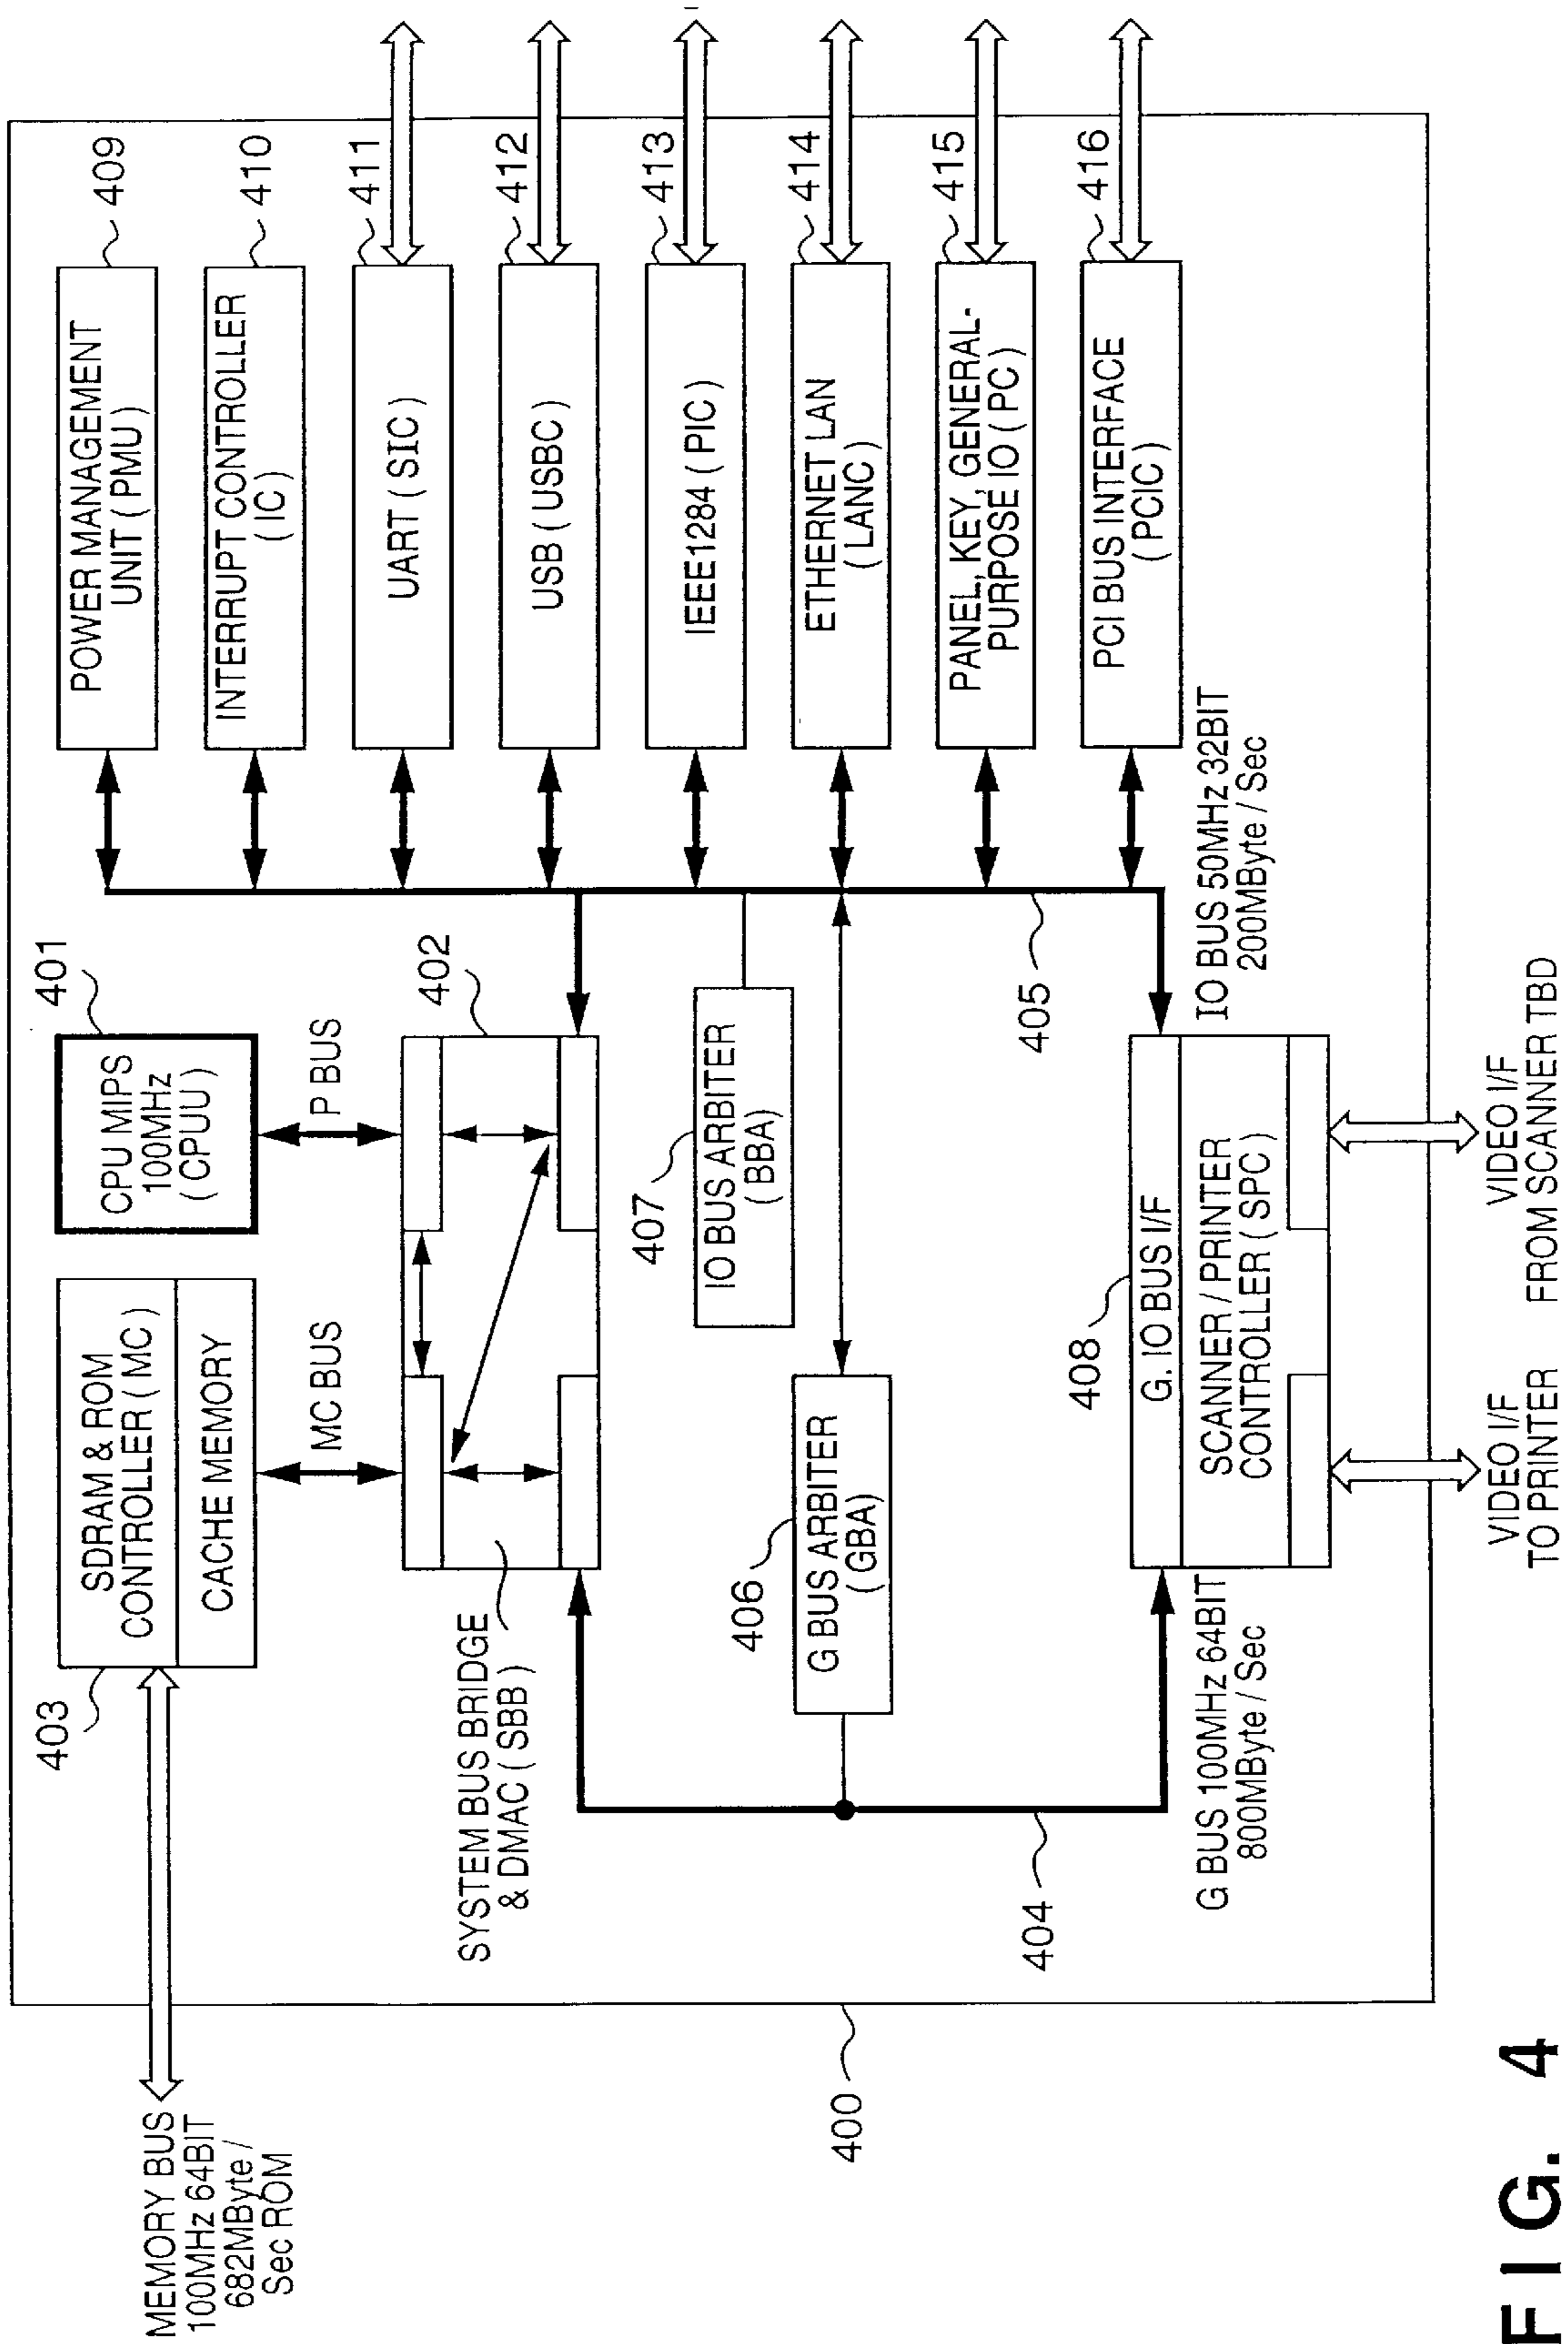 MEMORY BUS
100MHz 64BIT
682MByte /
Sec ROM
403
SDRAM & ROM
CONTROLLER ( MC )
CACHE MEMORY
MC BUS
401
CPU MIPS
100MHz
( CPUU )
P BUS
402
SYSTEM BUS BRIDGE
& DMAC ( SBB )
409
POWER MANAGEMENT
UNIT ( PMU )
410
INTERRUPT CONTROLLER
( IC )
411
UART ( SIC )
412
USB ( USBC )
413
IEEE1284 ( PIC )
414
ETHERNET LAN
( LANC )
415
PANEL, KEY, GENERAL-
PURPOSE IO ( PC )
416
PCI BUS INTERFACE
( PCIC )
407
IO BUS ARBITER
( BBA )
406
G BUS ARBITER
( GBA)
404
405
408
G. IO BUS I/F
SCANNER / PRINTER
CONTROLLER ( SPC )
G BUS 100MHz 64BIT
800MByte / Sec
IO BUS 50MHz 32BIT
200MByte / Sec
400
VIDEO I/F
TO PRINTER
VIDEO I/F
FROM SCANNER TBD
FIG. 4